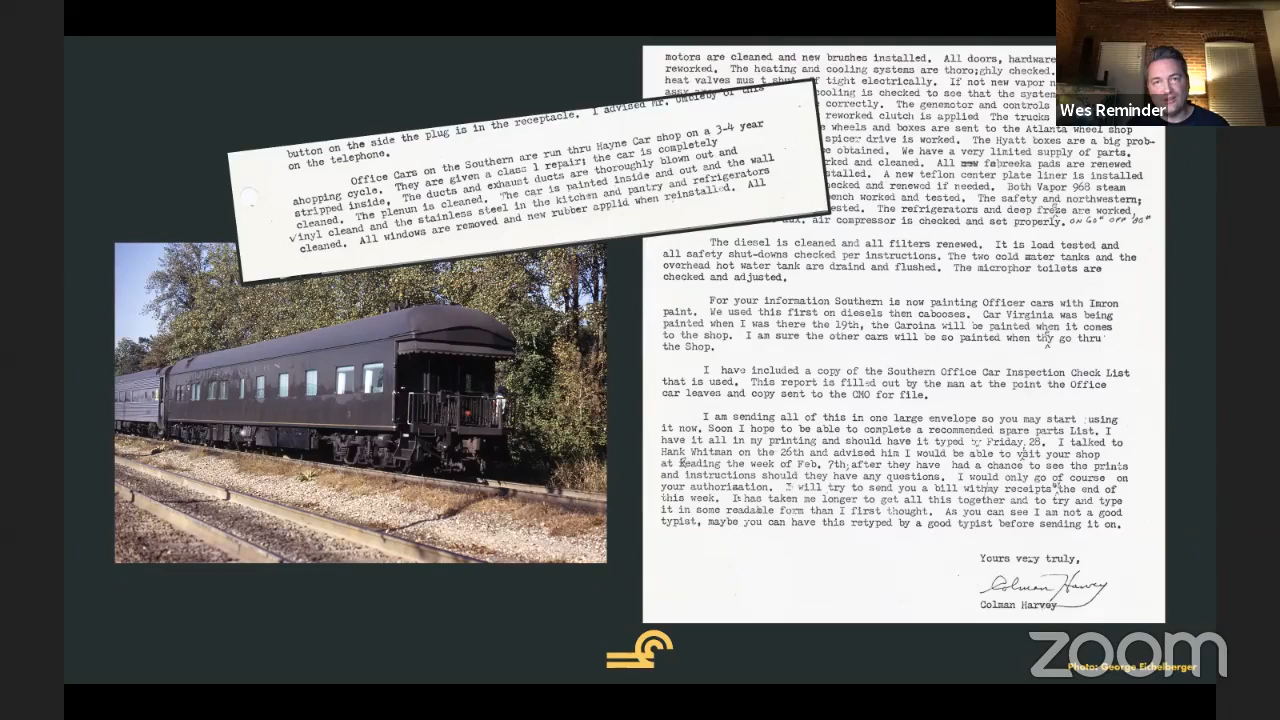 Wes Reminder
button on the side the plug is in the receptacle. I advised Mr. of this
on the telephone.
Office Cars on the Southern are run thru Hayne Car shop on a 3-4 year
ahopping cycle. They are given a class 1 repair; the car is completely
stripped inside. The ducts and exhaust ducts are thoroughly blown out and
cleaned. The plenun is cleaned. The car is painted inside and out and the wall
vinyl cleand and the stainless steel in the kitchen and pantry and refrigerators
cleaned. All windows are removed and new rubber applid when reinstalled. All
motors are cleaned and new brushes installed. All doors, hardware
reworked. The heating and cooling systems are thoro;ghly checked.
heat valves mus t shut off tight electrically. If not new vapor
cooling is checked to see that the system
correctly. The genemotor and controls
reworked clutch is applied The trucks
wheels and boxes are sent to the Atlanta wheel shop
spicer drive is worked. The Hyatt boxes are a big prob-
obtained. We have a very limited supply of parts.
and cleaned. All fabreeka pads are renewed
A new teflon center plate liner is installed
and renewed if needed. Both Vapor 968 steam
worked and tested. The safety and northwestern;
The refrigerators and deep freze are worked
air compressor is checked and set properly. ON 60# OFF 80#
The diesel is cleaned and all filters renewed. It is load tested and
all safety shut-downs checked per instructions. The two cold water tanks and the
overhead hot water tank are draind and flushed. The microphor toilets are
checked and adjusted.
For your information Southern is now painting Officer cars with Imron
paint. We used this first on diesels then cabooses. Car Virginia was being
painted when I was there the 19th, the Caroina will be painted when it comes
to the shop. I am sure the other cars will be so painted when thy go thru
the Shop.
I have included a copy of the Southern Office Car Inspection Check List
that is used. This report is filled out by the man at the point the Office
car leaves and copy sent to the CMO for file.
I am sending all of this in one large envelope so you may start using
it now. Soon I hope to be able to complete a recommended spare parts List. I
have it all in my printing and should have it typed by Friday, 28. I talked to
Hank Whitman on the 26th and advised him I would be able to vsit your shop
at Reading the week of Feb. 7th;after they have had a chance to see the prints
and instructions should they have any questions. I would only go of course on
your authorisation. I will try to send you a bill withmy receipts the end of
this week. It has taken me longer to get all this together and to try and type
it in some readable form than I first thought. As you can see I am not a good
typist, maybe you can have this retyped by a good typist before sending it on.
Yours very truly,
Colman Harvey
Colman Harvey
zoom
Photo: George Eichelberger